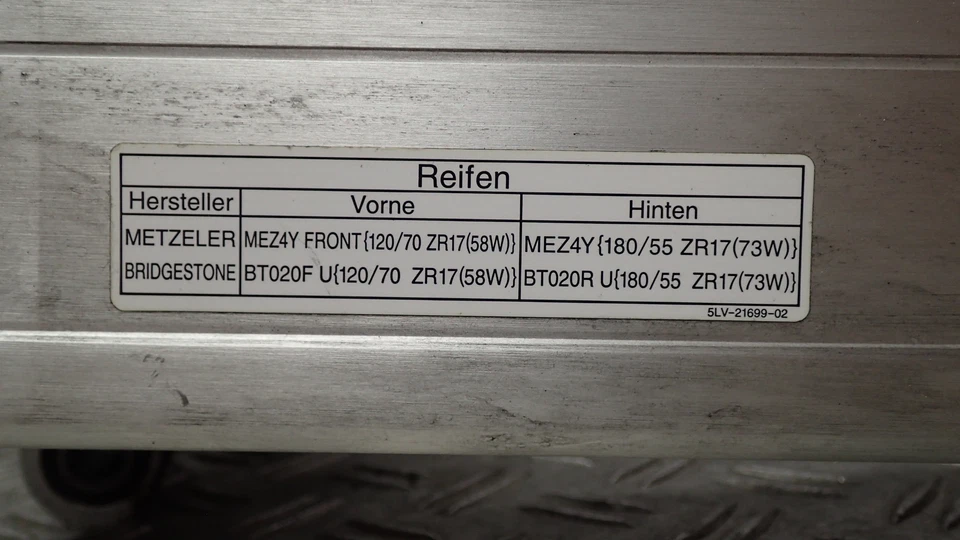 Reifen
Hersteller Vorne Hinten
METZELER MEZ4Y FRONT{120/70 ZR17(58W)} MEZ4Y{180/55 ZR17(73W)}
BRIDGESTONE BT020F U{120/70 ZR17(58W)} BT020R U{180/55 ZR17(73W)}
5LV-21699-02